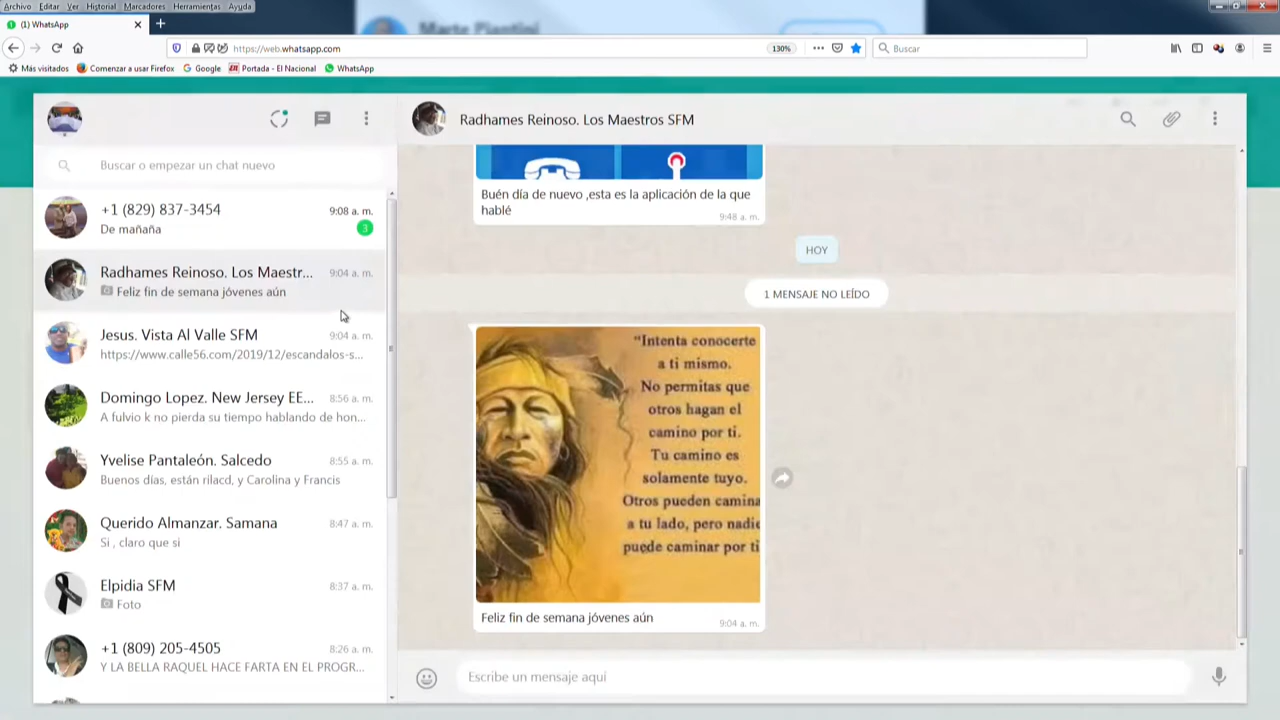 Archivo Editar Ver Historial Marcadores Herramientas Ayuda
(1) WhatsApp
https://web.whatsapp.com
130%
Buscar
Más visitados Comenzar a usar Firefox Google Portada - El Nacional WhatsApp
Buscar o empezar un chat nuevo
+1 (829) 837-3454 9:08 a. m.
De mañaña 3
Radhames Reinoso. Los Maestr... 9:04 a. m.
Feliz fin de semana jóvenes aún
Jesus. Vista Al Valle SFM 9:04 a. m.
https://www.calle56.com/2019/12/escandalos-s...
Domingo Lopez. New Jersey EE... 8:56 a. m.
A fulvio k no pierda su tiempo hablando de hon...
Yvelise Pantaleón. Salcedo 8:55 a. m.
Buenos días, están rilacd, y Carolina y Francis
Querido Almanzar. Samana 8:47 a. m.
Si , claro que si
Elpidia SFM 8:37 a. m.
Foto
+1 (809) 205-4505 8:26 a. m.
Y LA BELLA RAQUEL HACE FARTA EN EL PROGR...
Radhames Reinoso. Los Maestros SFM
Buén día de nuevo ,esta es la aplicación de la que
hablé
9:48 a. m.
HOY
1 MENSAJE NO LEÍDO
"Intenta conocerte
a ti mismo.
No permitas que
otros hagan el
camino por ti.
Tu camino es
solamente tuyo.
Otros pueden camina
a tu lado, pero nadie
puede caminar por ti
Feliz fin de semana jóvenes aún
9:04 a. m.
Escribe un mensaje aquí